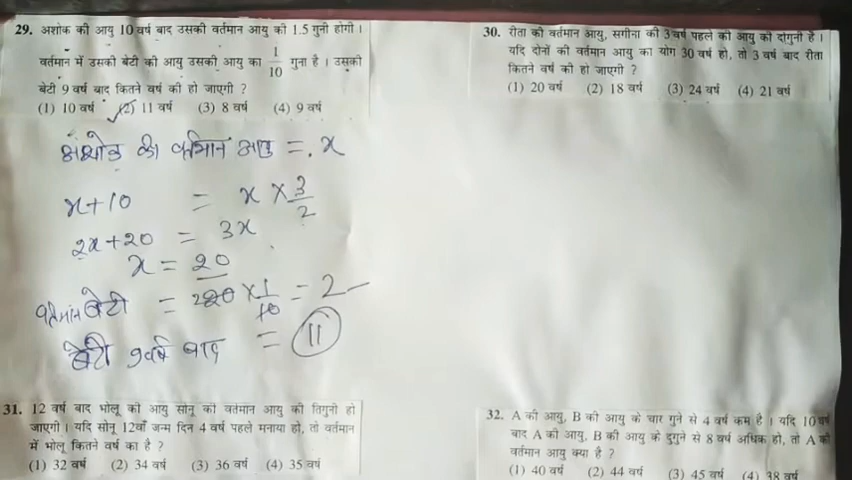 29. अशोक की आयु 10 वर्ष बाद उसकी वर्तमान आयु की 1.5 गुनी होगी ।
वर्तमान में उसकी बेटी की आयु उसकी आयु का 1/10 गुना है । उसकी
बेटी 9 वर्ष बाद कितने वर्ष की हो जाएगी ?
(1) 10 वर्ष (2) 11 वर्ष (3) 8 वर्ष (4) 9 वर्ष
अशोक की वर्तमान आयु = x
x+10 = x × 3/2
2x+20 = 3x
x = 20
वर्तमान बेटी = 20 × 1/10 = 2
बेटी 9 वर्ष बाद = 11
30. रीता की वर्तमान आयु, सगीना की 3 वर्ष पहले की आयु की दोगुनी है ।
यदि दोनों की वर्तमान आयु का योग 30 वर्ष हो, तो 3 वर्ष बाद रीता
कितने वर्ष की हो जाएगी ?
(1) 20 वर्ष (2) 18 वर्ष (3) 24 वर्ष (4) 21 वर्ष
31. 12 वर्ष बाद भोलू की आयु सोनू की वर्तमान आयु की तिगुनी हो
जाएगी । यदि सोनू 12वाँ जन्म दिन 4 वर्ष पहले मनाया हो, तो वर्तमान
में भोलू कितने वर्ष का है ?
(1) 32 वर्ष (2) 34 वर्ष (3) 36 वर्ष (4) 35 वर्ष
32. A की आयु, B की आयु के चार गुने से 4 वर्ष कम है । यदि 10 वर्ष
बाद A की आयु, B की आयु के दुगुने से 8 वर्ष अधिक हो, तो A की
वर्तमान आयु क्या है ?
(1) 40 वर्ष (2) 44 वर्ष (3) 45 वर्ष (4) 38 वर्ष